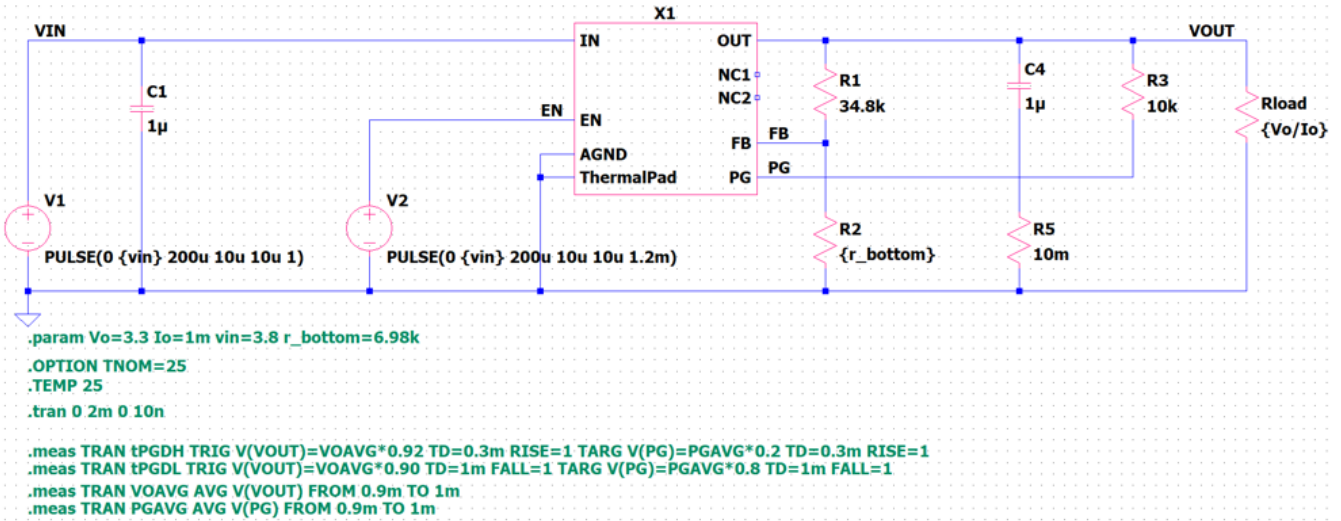 X1
VIN
IN
OUT
VOUT
NC1
NC2
C1
1µ
R1
34.8k
C4
1µ
R3
10k
Rload
{Vo/Io}
EN
EN
FB
FB
AGND
ThermalPad
PG
PG
V1
PULSE(0 {vin} 200u 10u 10u 1)
V2
PULSE(0 {vin} 200u 10u 10u 1.2m)
R2
{r_bottom}
R5
10m
.param Vo=3.3 Io=1m vin=3.8 r_bottom=6.98k
.OPTION TNOM=25
.TEMP 25
.tran 0 2m 0 10n
.meas TRAN tPGDH TRIG V(VOUT)=VOAVG*0.92 TD=0.3m RISE=1 TARG V(PG)=PGAVG*0.2 TD=0.3m RISE=1
.meas TRAN tPGDL TRIG V(VOUT)=VOAVG*0.90 TD=1m FALL=1 TARG V(PG)=PGAVG*0.8 TD=1m FALL=1
.meas TRAN VOAVG AVG V(VOUT) FROM 0.9m TO 1m
.meas TRAN PGAVG AVG V(PG) FROM 0.9m TO 1m